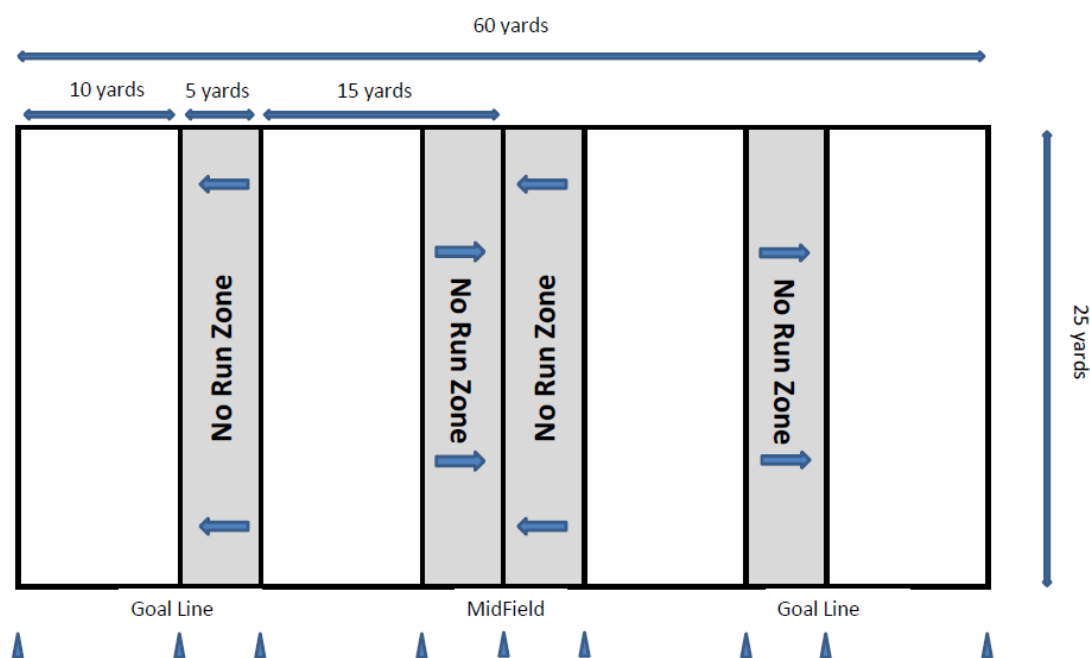 60 yards
10 yards
5 yards
15 yards
No Run Zone
No Run Zone
No Run Zone
No Run Zone
25 yards
Goal Line
MidField
Goal Line